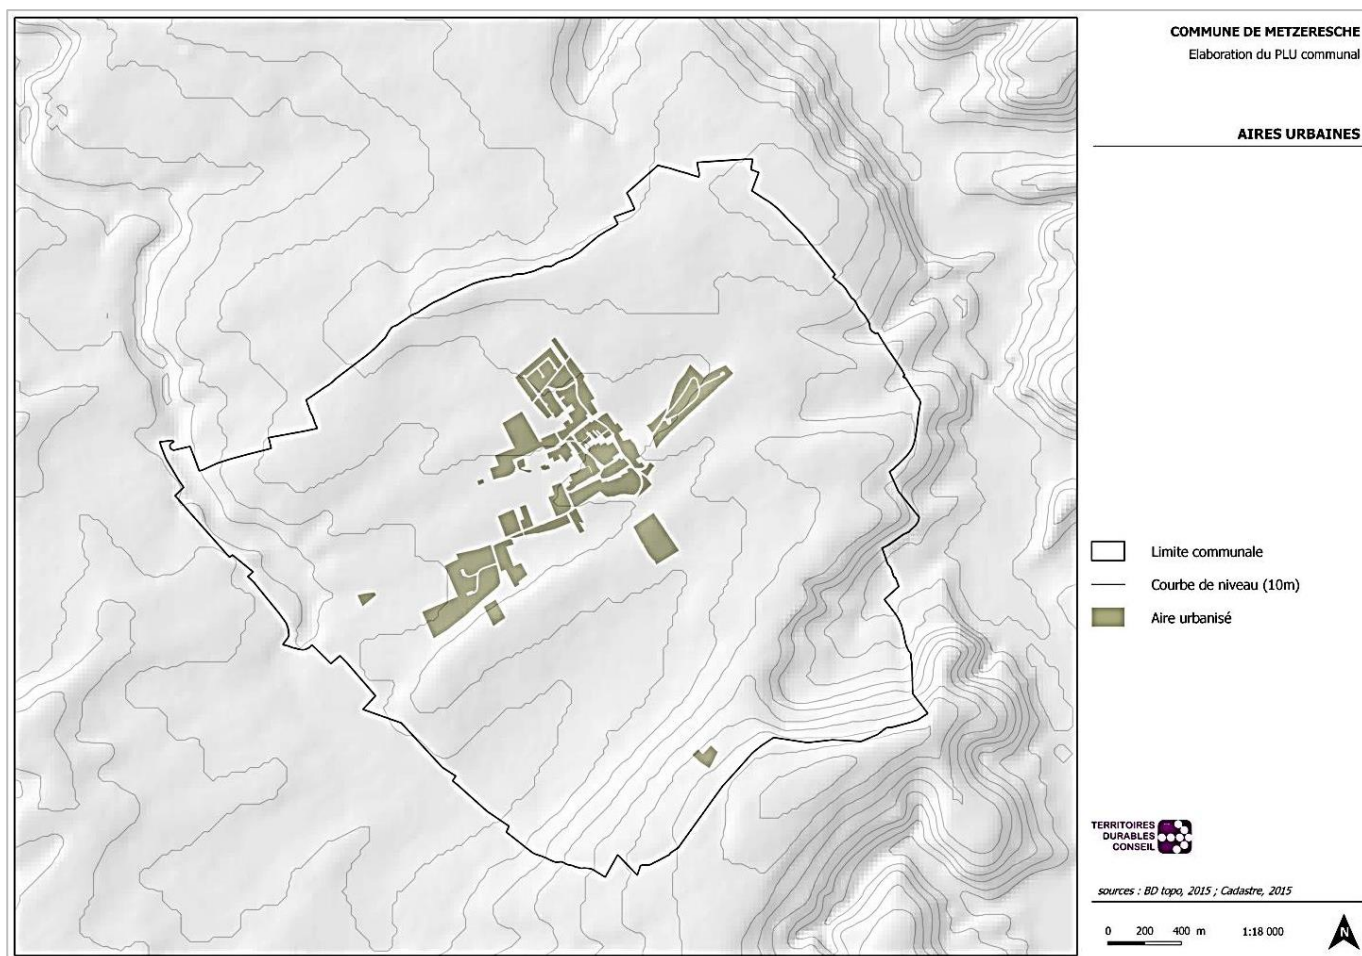 COMMUNE DE METZERESCHE
Elaboration du PLU communal
AIRES URBAINES
Limite communale
Courbe de niveau (10m)
Aire urbanisé
TERRITOIRES
DURABLES
CONSEIL
sources : BD topo, 2015 ; Cadastre, 2015
0 200 400 m 1:18 000
N